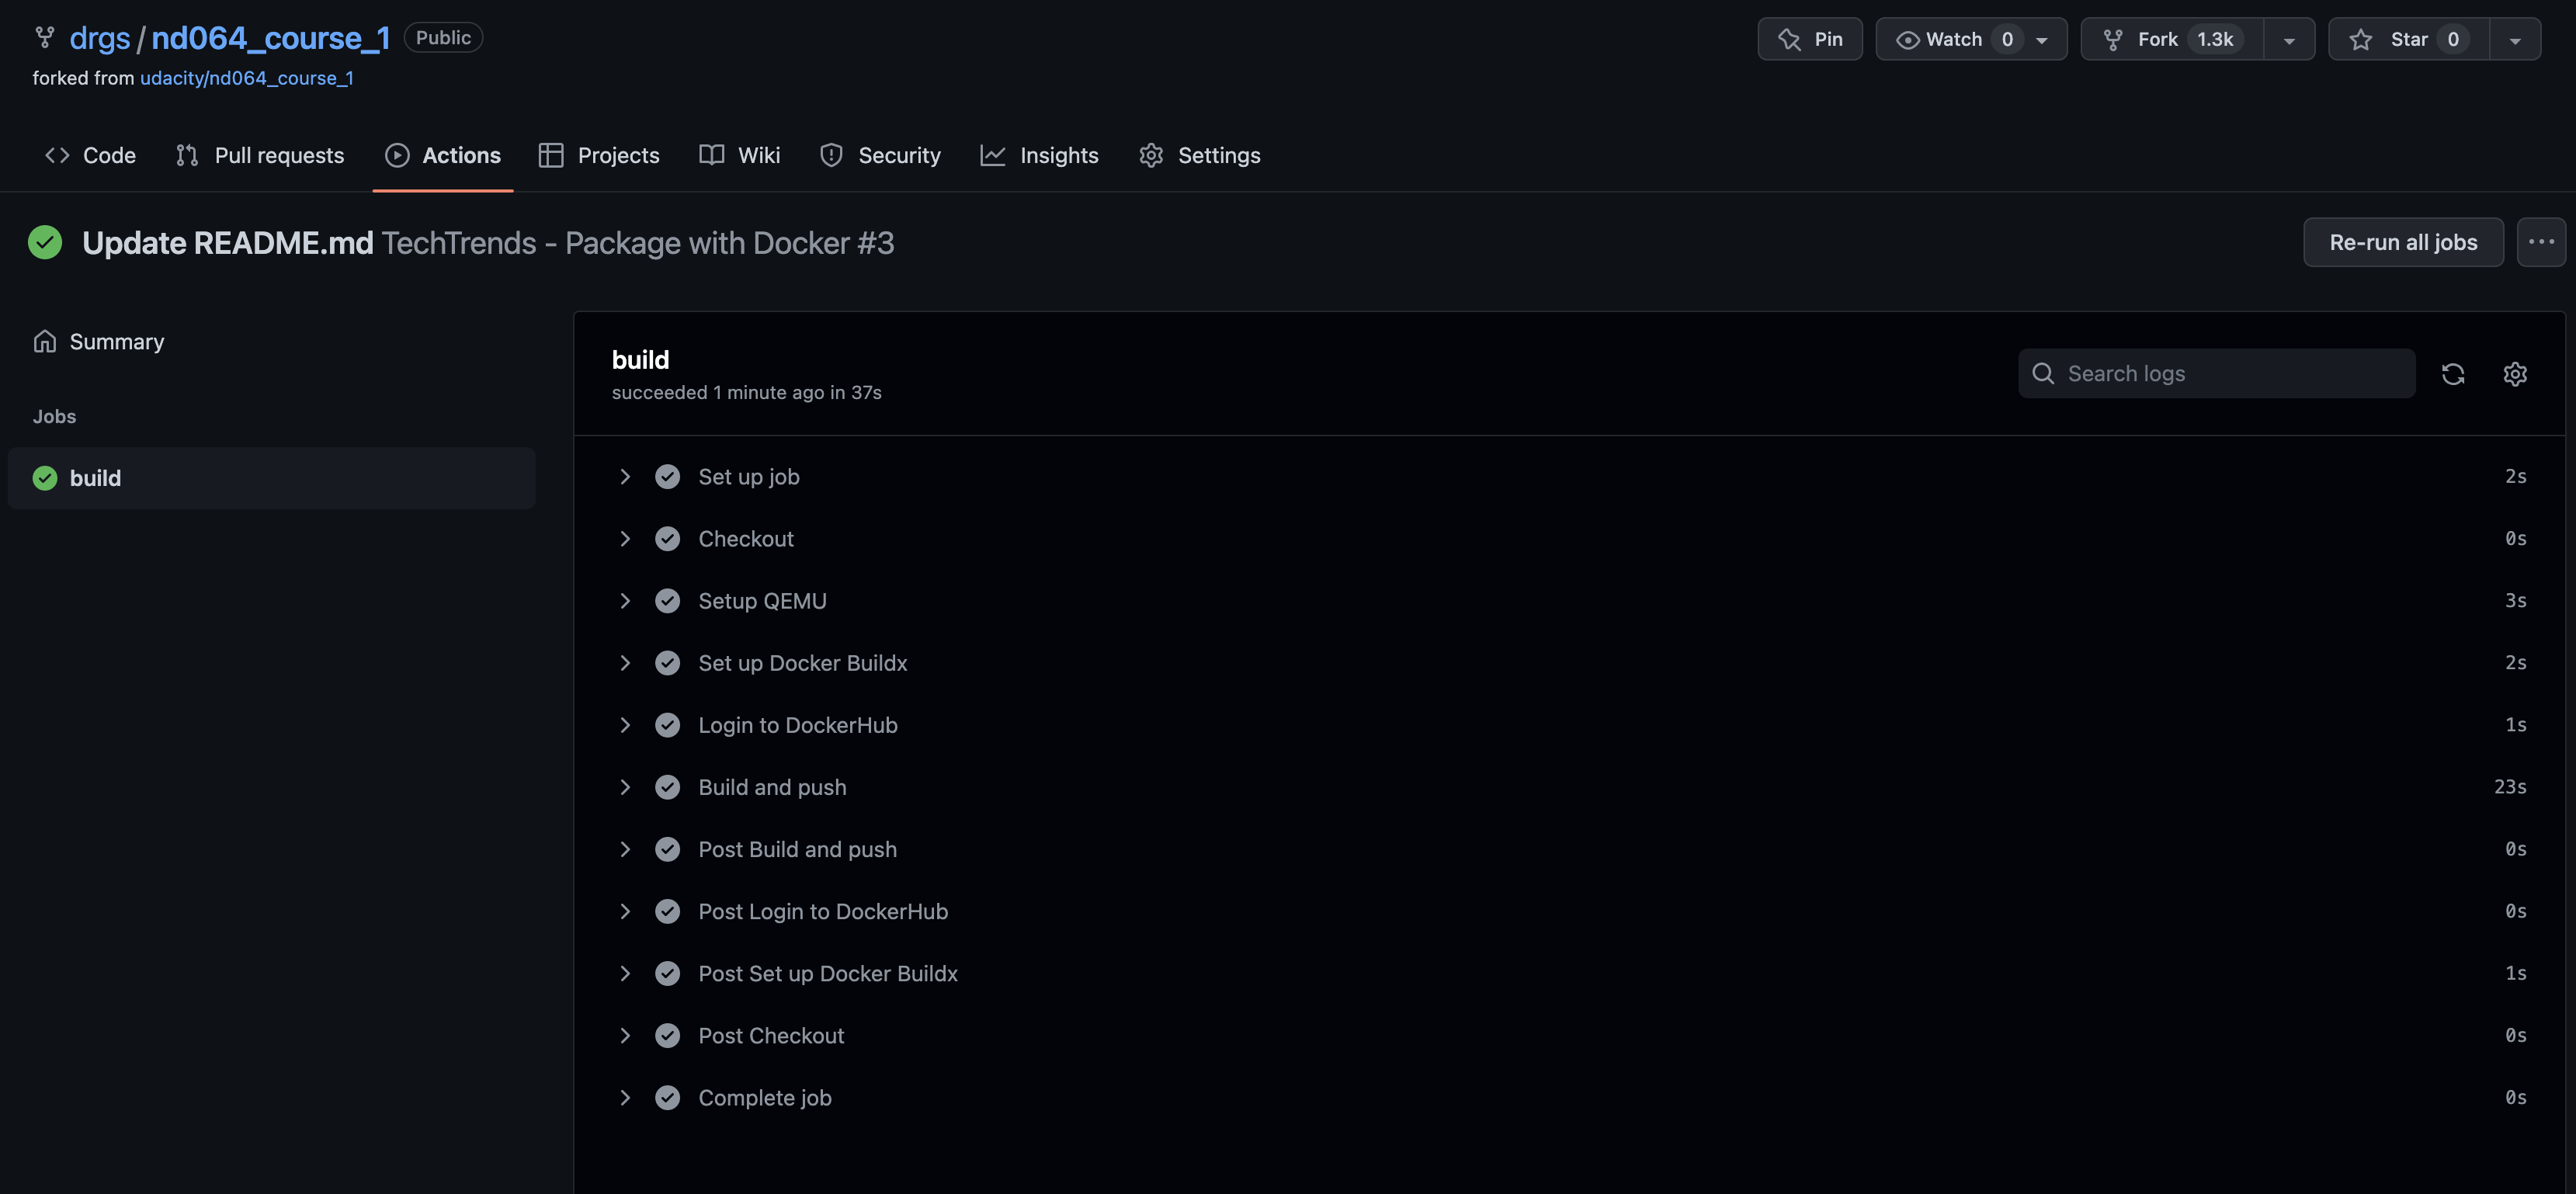 drgs / nd064_course_1 Public
Pin Watch 0 Fork 1.3k Star 0
forked from udacity/nd064_course_1
Code Pull requests Actions Projects Wiki Security Insights Settings
Update README.md TechTrends - Package with Docker #3
Re-run all jobs
Summary
Jobs
build
build
succeeded 1 minute ago in 37s
Search logs
Set up job 2s
Checkout 0s
Setup QEMU 3s
Set up Docker Buildx 2s
Login to DockerHub 1s
Build and push 23s
Post Build and push 0s
Post Login to DockerHub 0s
Post Set up Docker Buildx 1s
Post Checkout 0s
Complete job 0s